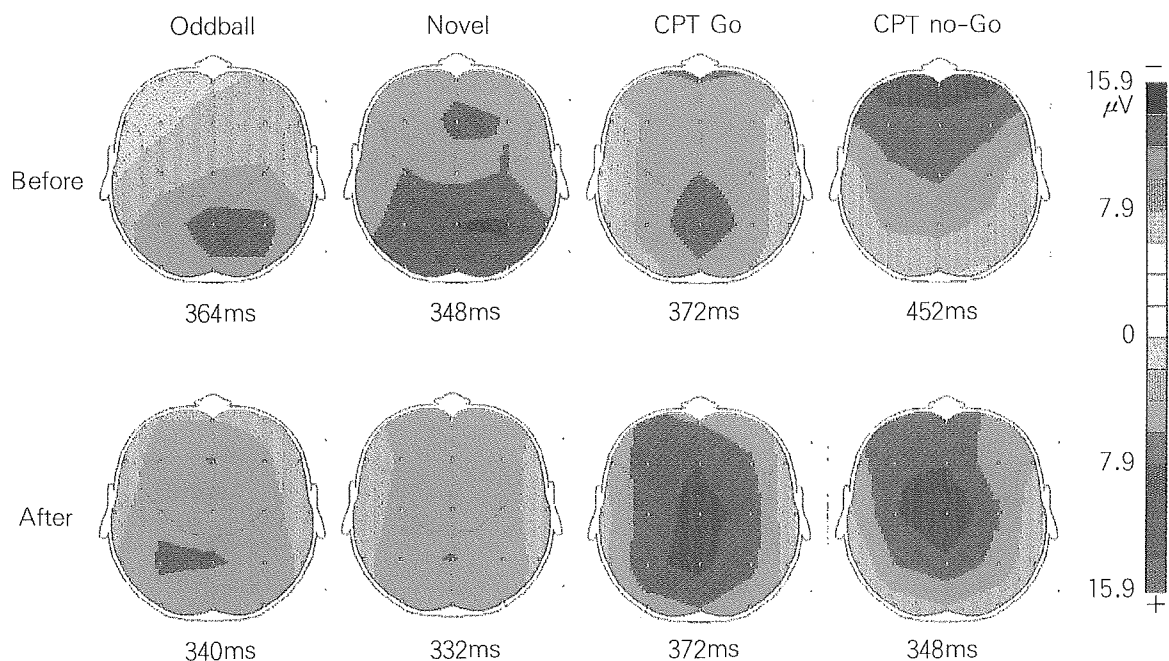 Oddball Novel CPT Go CPT no-Go
−
15.9
μV
Before
7.9
364ms 348ms 372ms 452ms
0
7.9
After
15.9
+
340ms 332ms 372ms 348ms